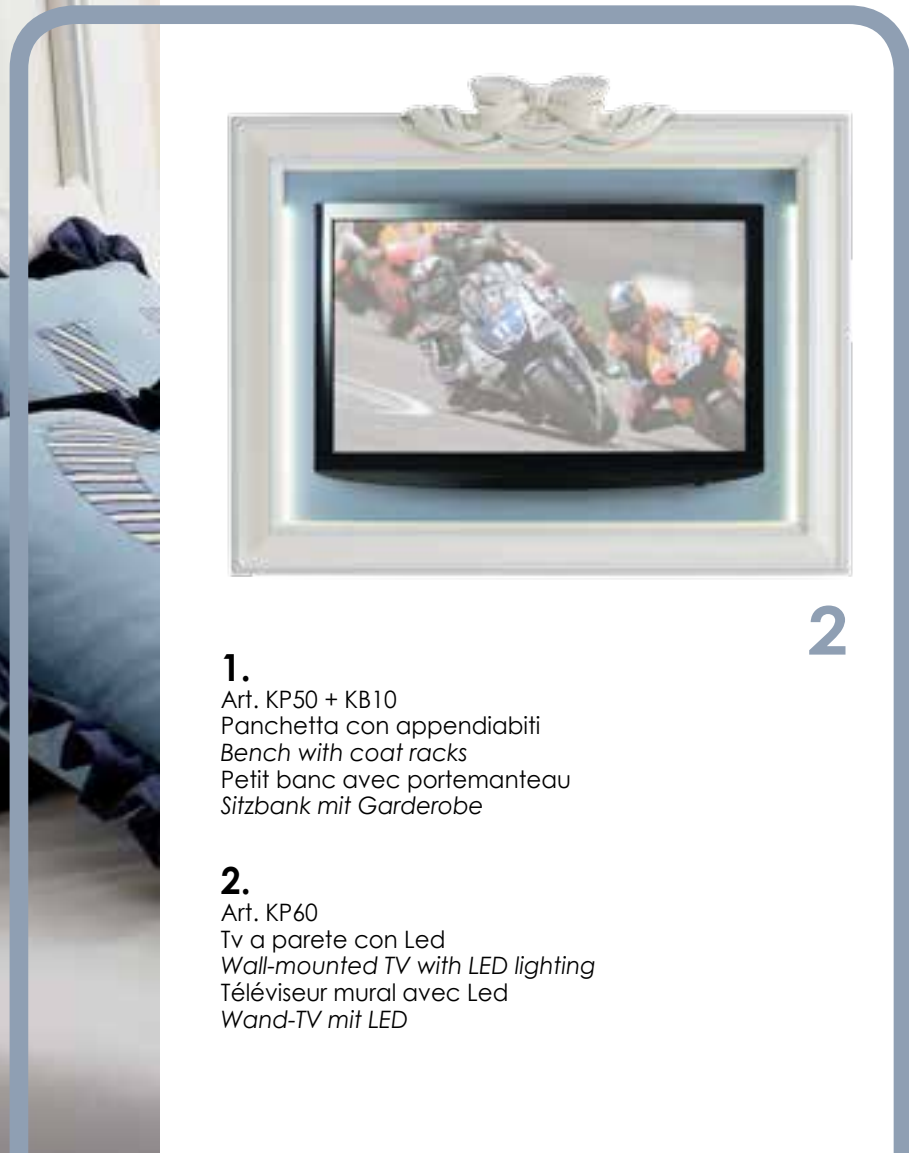 2
1.
Art. KP50 + KB10
Panchetta con appendiabiti
Bench with coat racks
Petit banc avec portemanteau
Sitzbank mit Garderobe
2.
Art. KP60
Tv a parete con Led
Wall-mounted TV with LED lighting
Téléviseur mural avec Led
Wand-TV mit LED